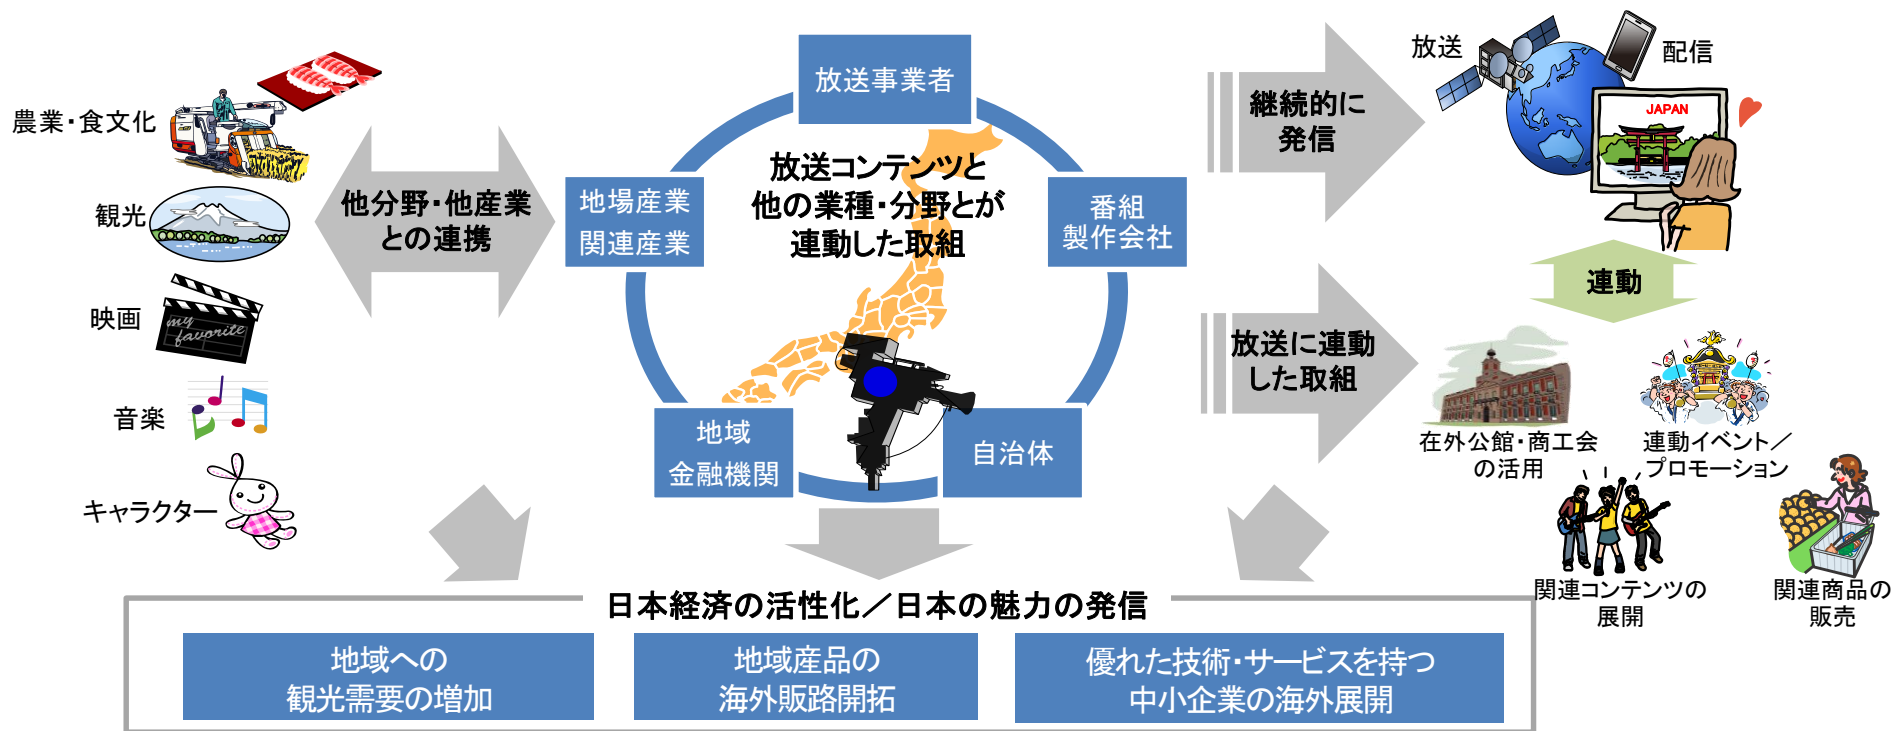 農業・食文化
観光
映画
my
favorite
音楽
キャラクター
他分野・他産業
との連携
放送事業者
地場産業
関連産業
番組
製作会社
地域
金融機関
自治体
放送コンテンツと
他の業種・分野とが
連動した取組
継続的に
発信
放送に連動
した取組
放送
配信
JAPAN
連動
在外公館・商工会
の活用
連動イベント／
プロモーション
関連コンテンツの
展開
関連商品の
販売
日本経済の活性化／日本の魅力の発信
地域への
観光需要の増加
地域産品の
海外販路開拓
優れた技術・サービスを持つ
中小企業の海外展開